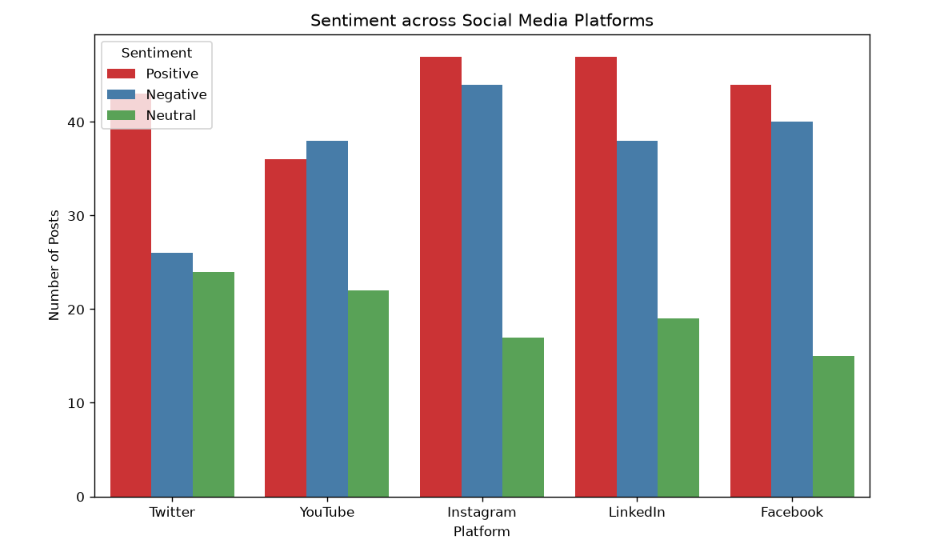 Sentiment across Social Media Platforms
Sentiment
Positive
Negative
Neutral
Number of Posts
40
30
20
10
0
Twitter YouTube Instagram LinkedIn Facebook
Platform